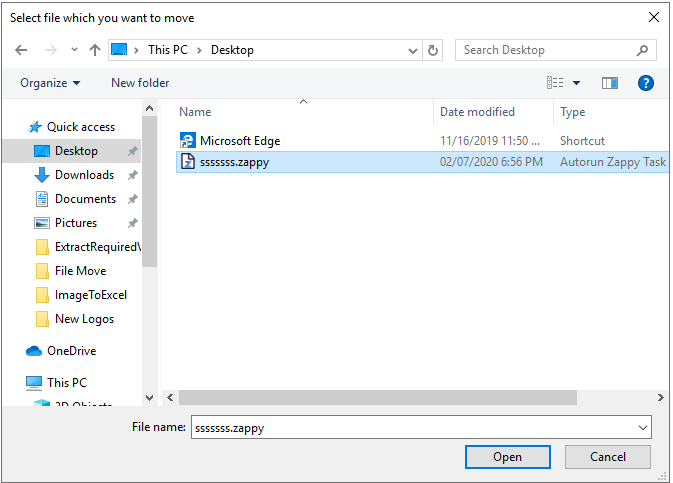 Select file which you want to move
This PC > Desktop
Search Desktop
Organize
New folder
Name
Date modified
Type
Quick access
Desktop
Downloads
Documents
Pictures
ExtractRequiredV
File Move
ImageToExcel
New Logos
OneDrive
This PC
3D Objects
Microsoft Edge 11/16/2019 11:50 ... Shortcut
sssssss.zappy 02/07/2020 6:56 PM Autorun Zappy Task
File name: sssssss.zappy
Open
Cancel